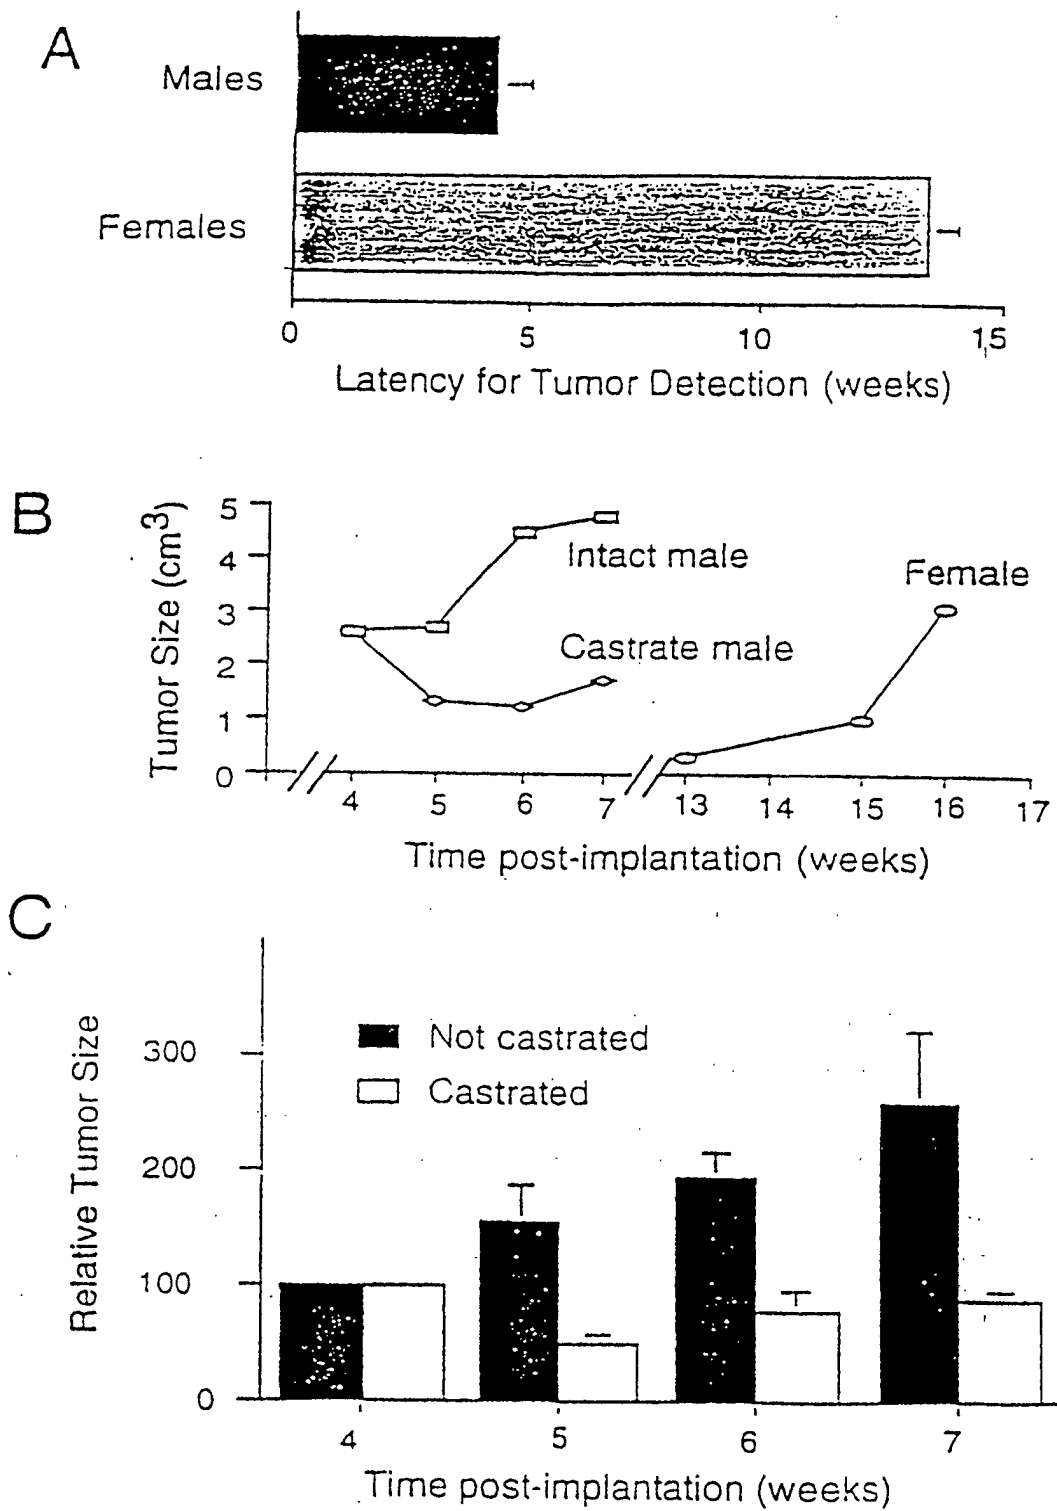 A
Males
Females
0 5 10 15
Latency for Tumor Detection (weeks)
B
Tumor Size (cm³)
5
4
3
2
1
0
Intact male
Castrate male
Female
4 5 6 7 13 14 15 16 17
Time post-implantation (weeks)
C
Relative Tumor Size
300
200
100
0
Not castrated
Castrated
4 5 6 7
Time post-implantation (weeks)